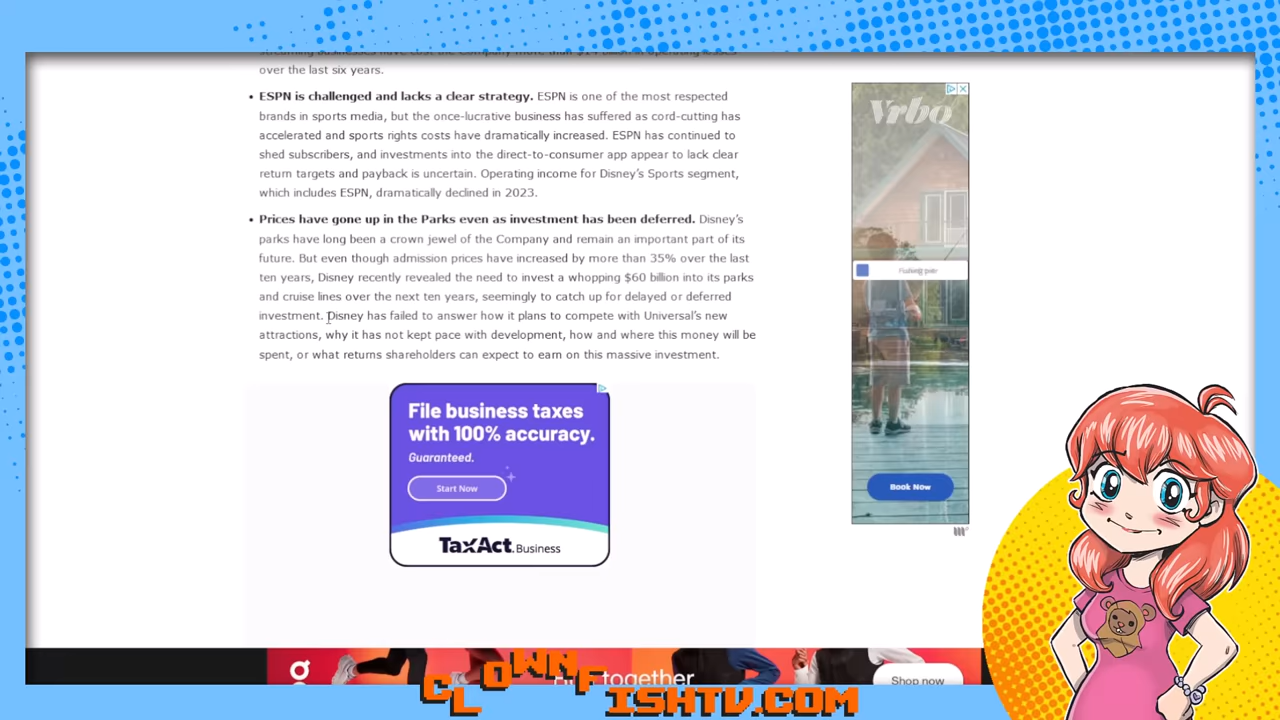 over the last six years.
• ESPN is challenged and lacks a clear strategy. ESPN is one of the most respected
brands in sports media, but the once-lucrative business has suffered as cord-cutting has
accelerated and sports rights costs have dramatically increased. ESPN has continued to
shed subscribers, and investments into the direct-to-consumer app appear to lack clear
return targets and payback is uncertain. Operating income for Disney's Sports segment,
which includes ESPN, dramatically declined in 2023.
• Prices have gone up in the Parks even as investment has been deferred. Disney's
parks have long been a crown jewel of the Company and remain an important part of its
future. But even though admission prices have increased by more than 35% over the last
ten years, Disney recently revealed the need to invest a whopping $60 billion into its parks
and cruise lines over the next ten years, seemingly to catch up for delayed or deferred
investment. Disney has failed to answer how it plans to compete with Universal's new
attractions, why it has not kept pace with development, how and where this money will be
spent, or what returns shareholders can expect to earn on this massive investment.
Vrbo
Book Now
File business taxes
with 100% accuracy.
Guaranteed.
Start Now
TaxAct. Business
together
Shop now
CLOWNFISHTV.COM